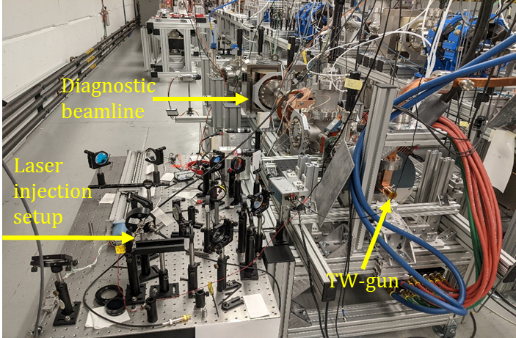 Diagnostic
beamline
Laser
injection
setup
TW-gun